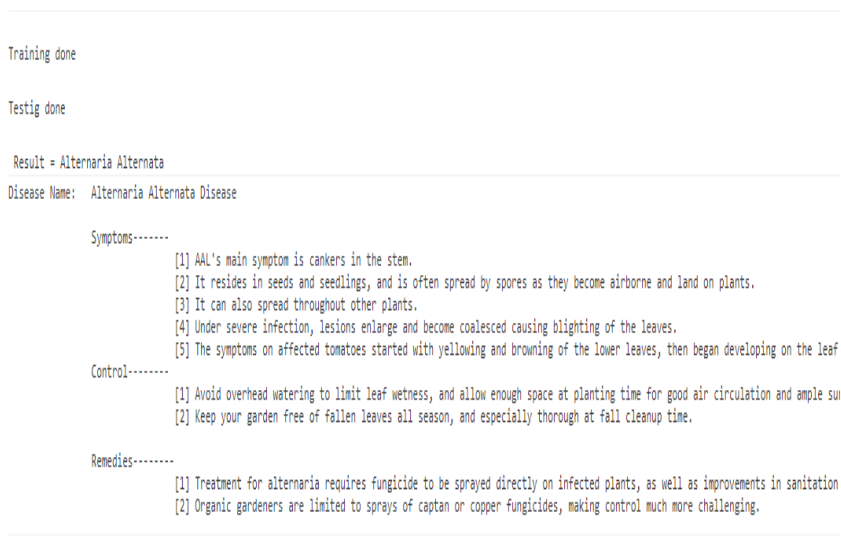 Training done
Testig done
Result = Alternaria Alternata
Disease Name: Alternaria Alternata Disease
Symptoms-------
[1] AAL's main symptom is cankers in the stem.
[2] It resides in seeds and seedlings, and is often spread by spores as they become airborne and land on plants.
[3] It can also spread throughout other plants.
[4] Under severe infection, lesions enlarge and become coalesced causing blighting of the leaves.
[5] The symptoms on affected tomatoes started with yellowing and browning of the lower leaves, then began developing on the leaf
Control--------
[1] Avoid overhead watering to limit leaf wetness, and allow enough space at planting time for good air circulation and ample
[2] Keep your garden free of fallen leaves all season, and especially thorough at fall cleanup time.
Remedies--------
[1] Treatment for alternaria requires fungicide to be sprayed directly on infected plants, as well as improvements in sanitation
[2] Organic gardeners are limited to sprays of captan or copper fungicides, making control much more challenging.